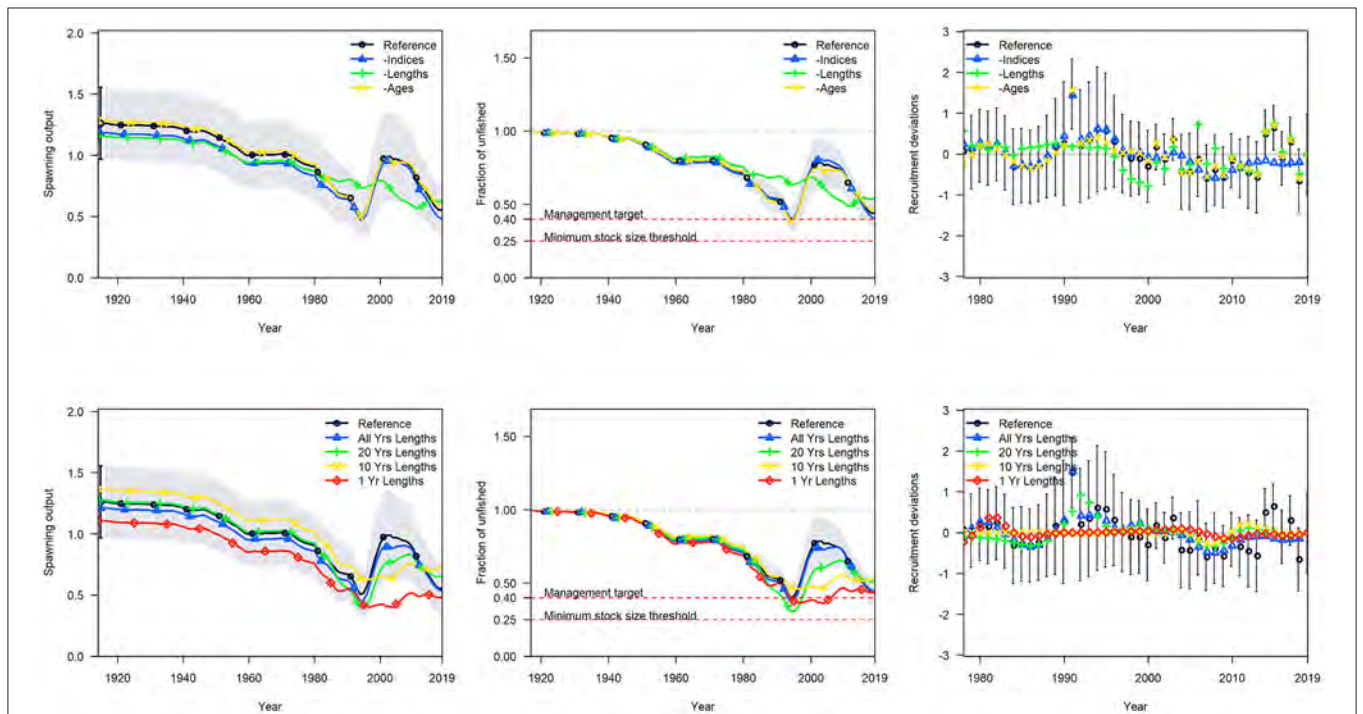 2.0
1.5
1.0
0.5
0.0
Spawning output
Reference
-Indices
-Lengths
-Ages
1920 1940 1960 1980 2000 2019
Year
1.50
1.00
0.50
0.40
0.25
0.00
Fraction of unfished
Reference
-Indices
-Lengths
-Ages
Management target
Minimum stock size threshold
1920 1940 1960 1980 2000 2019
Year
3
2
1
0
-1
-2
-3
Recruitment deviations
Reference
-Indices
-Lengths
-Ages
1980 1990 2000 2010 2019
Year
2.0
1.5
1.0
0.5
0.0
Spawning output
Reference
All Yrs Lengths
20 Yrs Lengths
10 Yrs Lengths
1 Yr Lengths
1920 1940 1960 1980 2000 2019
Year
1.50
1.00
0.50
0.40
0.25
0.00
Fraction of unfished
Reference
All Yrs Lengths
20 Yrs Lengths
10 Yrs Lengths
1 Yr Lengths
Management target
Minimum stock size threshold
1920 1940 1960 1980 2000 2019
Year
3
2
1
0
-1
-2
-3
Recruitment deviations
Reference
All Yrs Lengths
20 Yrs Lengths
10 Yrs Lengths
1 Yr Lengths
1980 1990 2000 2010 2019
Year